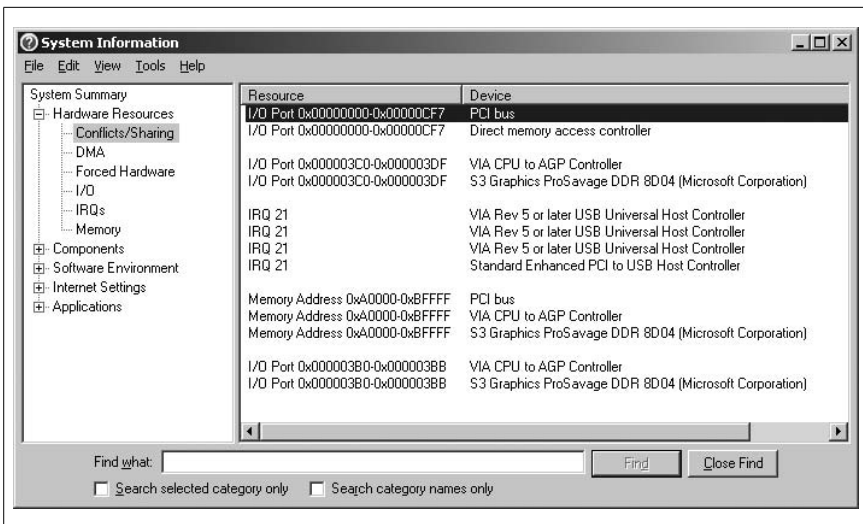 System Information
File Edit View Tools Help
System Summary
Hardware Resources
Conflicts/Sharing
DMA
Forced Hardware
I/O
IRQs
Memory
Components
Software Environment
Internet Settings
Applications
Resource Device
I/O Port 0x00000000-0x00000CF7 PCI bus
I/O Port 0x00000000-0x00000CF7 Direct memory access controller
I/O Port 0x000003C0-0x000003DF VIA CPU to AGP Controller
I/O Port 0x000003C0-0x000003DF S3 Graphics ProSavage DDR 8D04 (Microsoft Corporation)
IRQ 21 VIA Rev 5 or later USB Universal Host Controller
IRQ 21 VIA Rev 5 or later USB Universal Host Controller
IRQ 21 VIA Rev 5 or later USB Universal Host Controller
IRQ 21 Standard Enhanced PCI to USB Host Controller
Memory Address 0xA0000-0xBFFFF PCI bus
Memory Address 0xA0000-0xBFFFF VIA CPU to AGP Controller
Memory Address 0xA0000-0xBFFFF S3 Graphics ProSavage DDR 8D04 (Microsoft Corporation)
I/O Port 0x000003B0-0x000003BB VIA CPU to AGP Controller
I/O Port 0x000003B0-0x000003BB S3 Graphics ProSavage DDR 8D04 (Microsoft Corporation)
Find what: Find Close Find
Search selected category only Search category names only